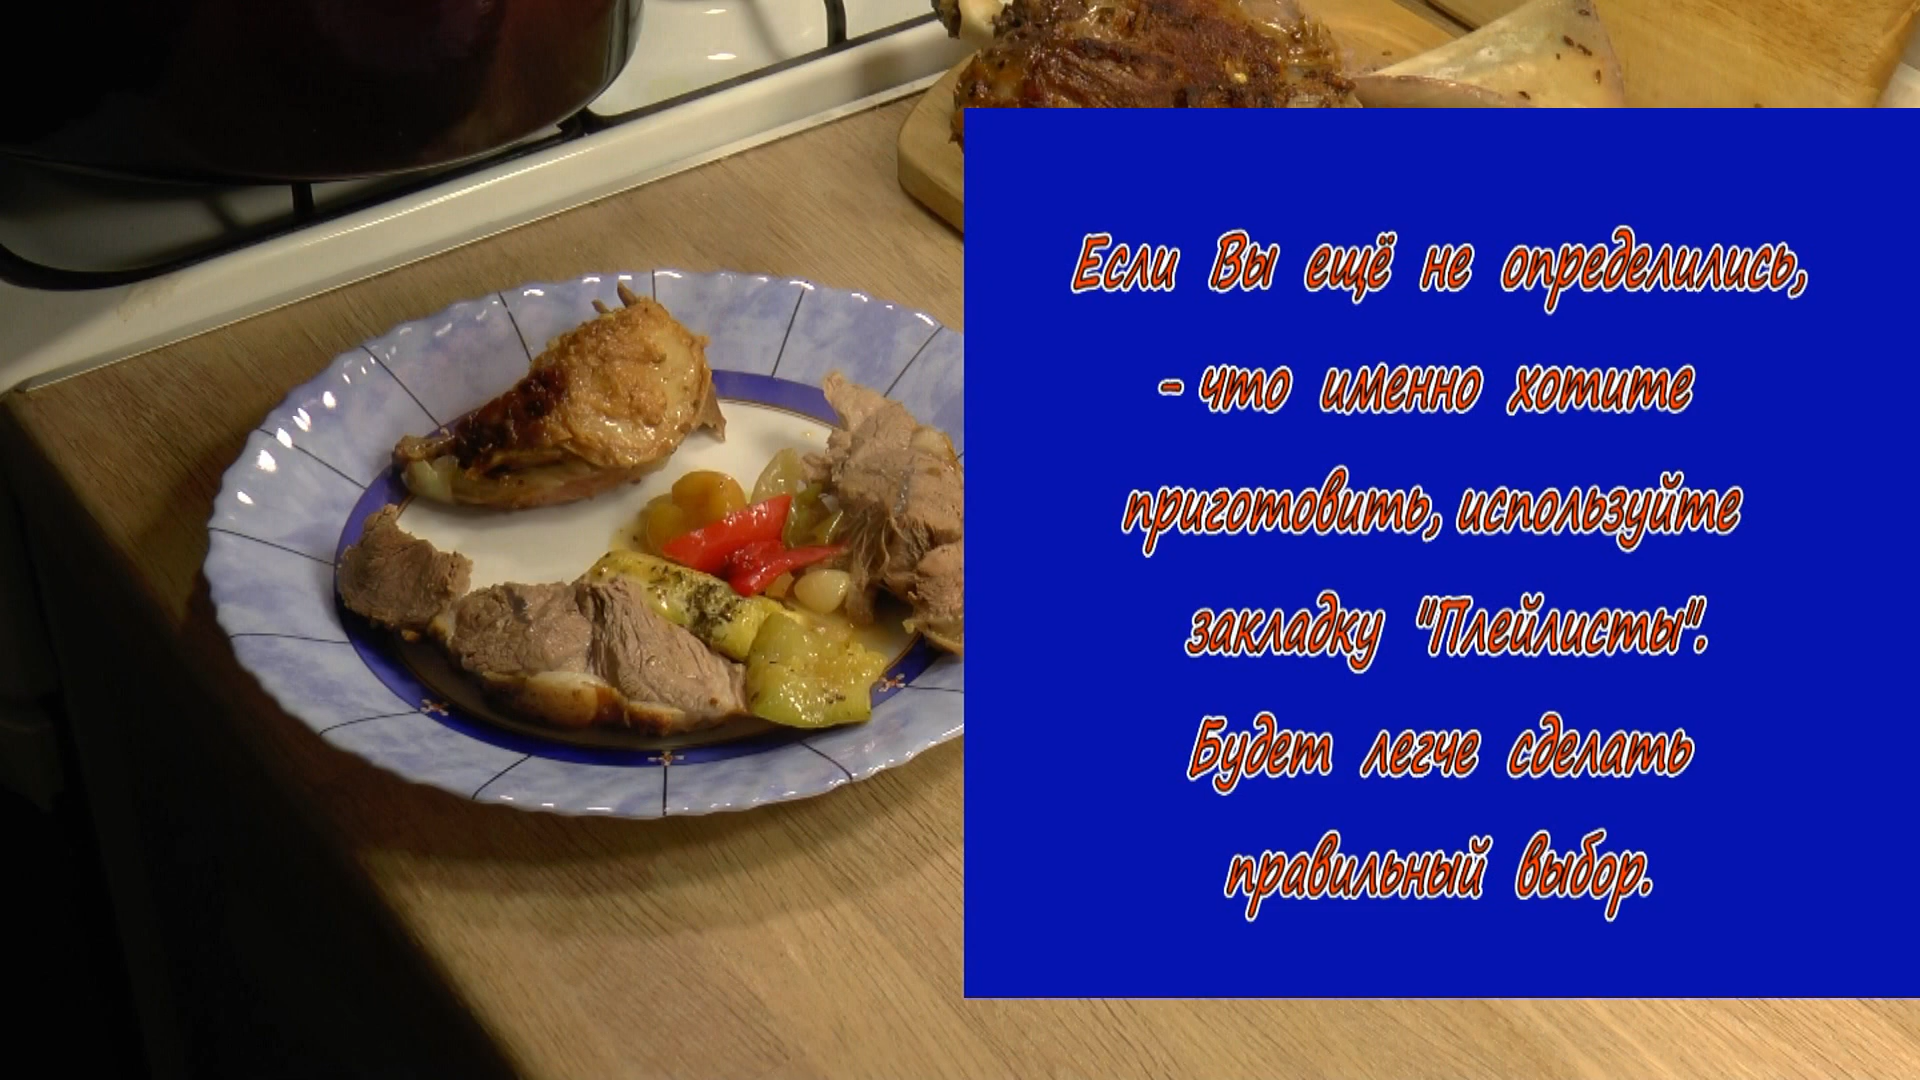 Если Вы ещё не определились,
- что именно хотите
приготовить, используйте
закладку "Плейлисты".
Будет легче сделать
правильный выбор.